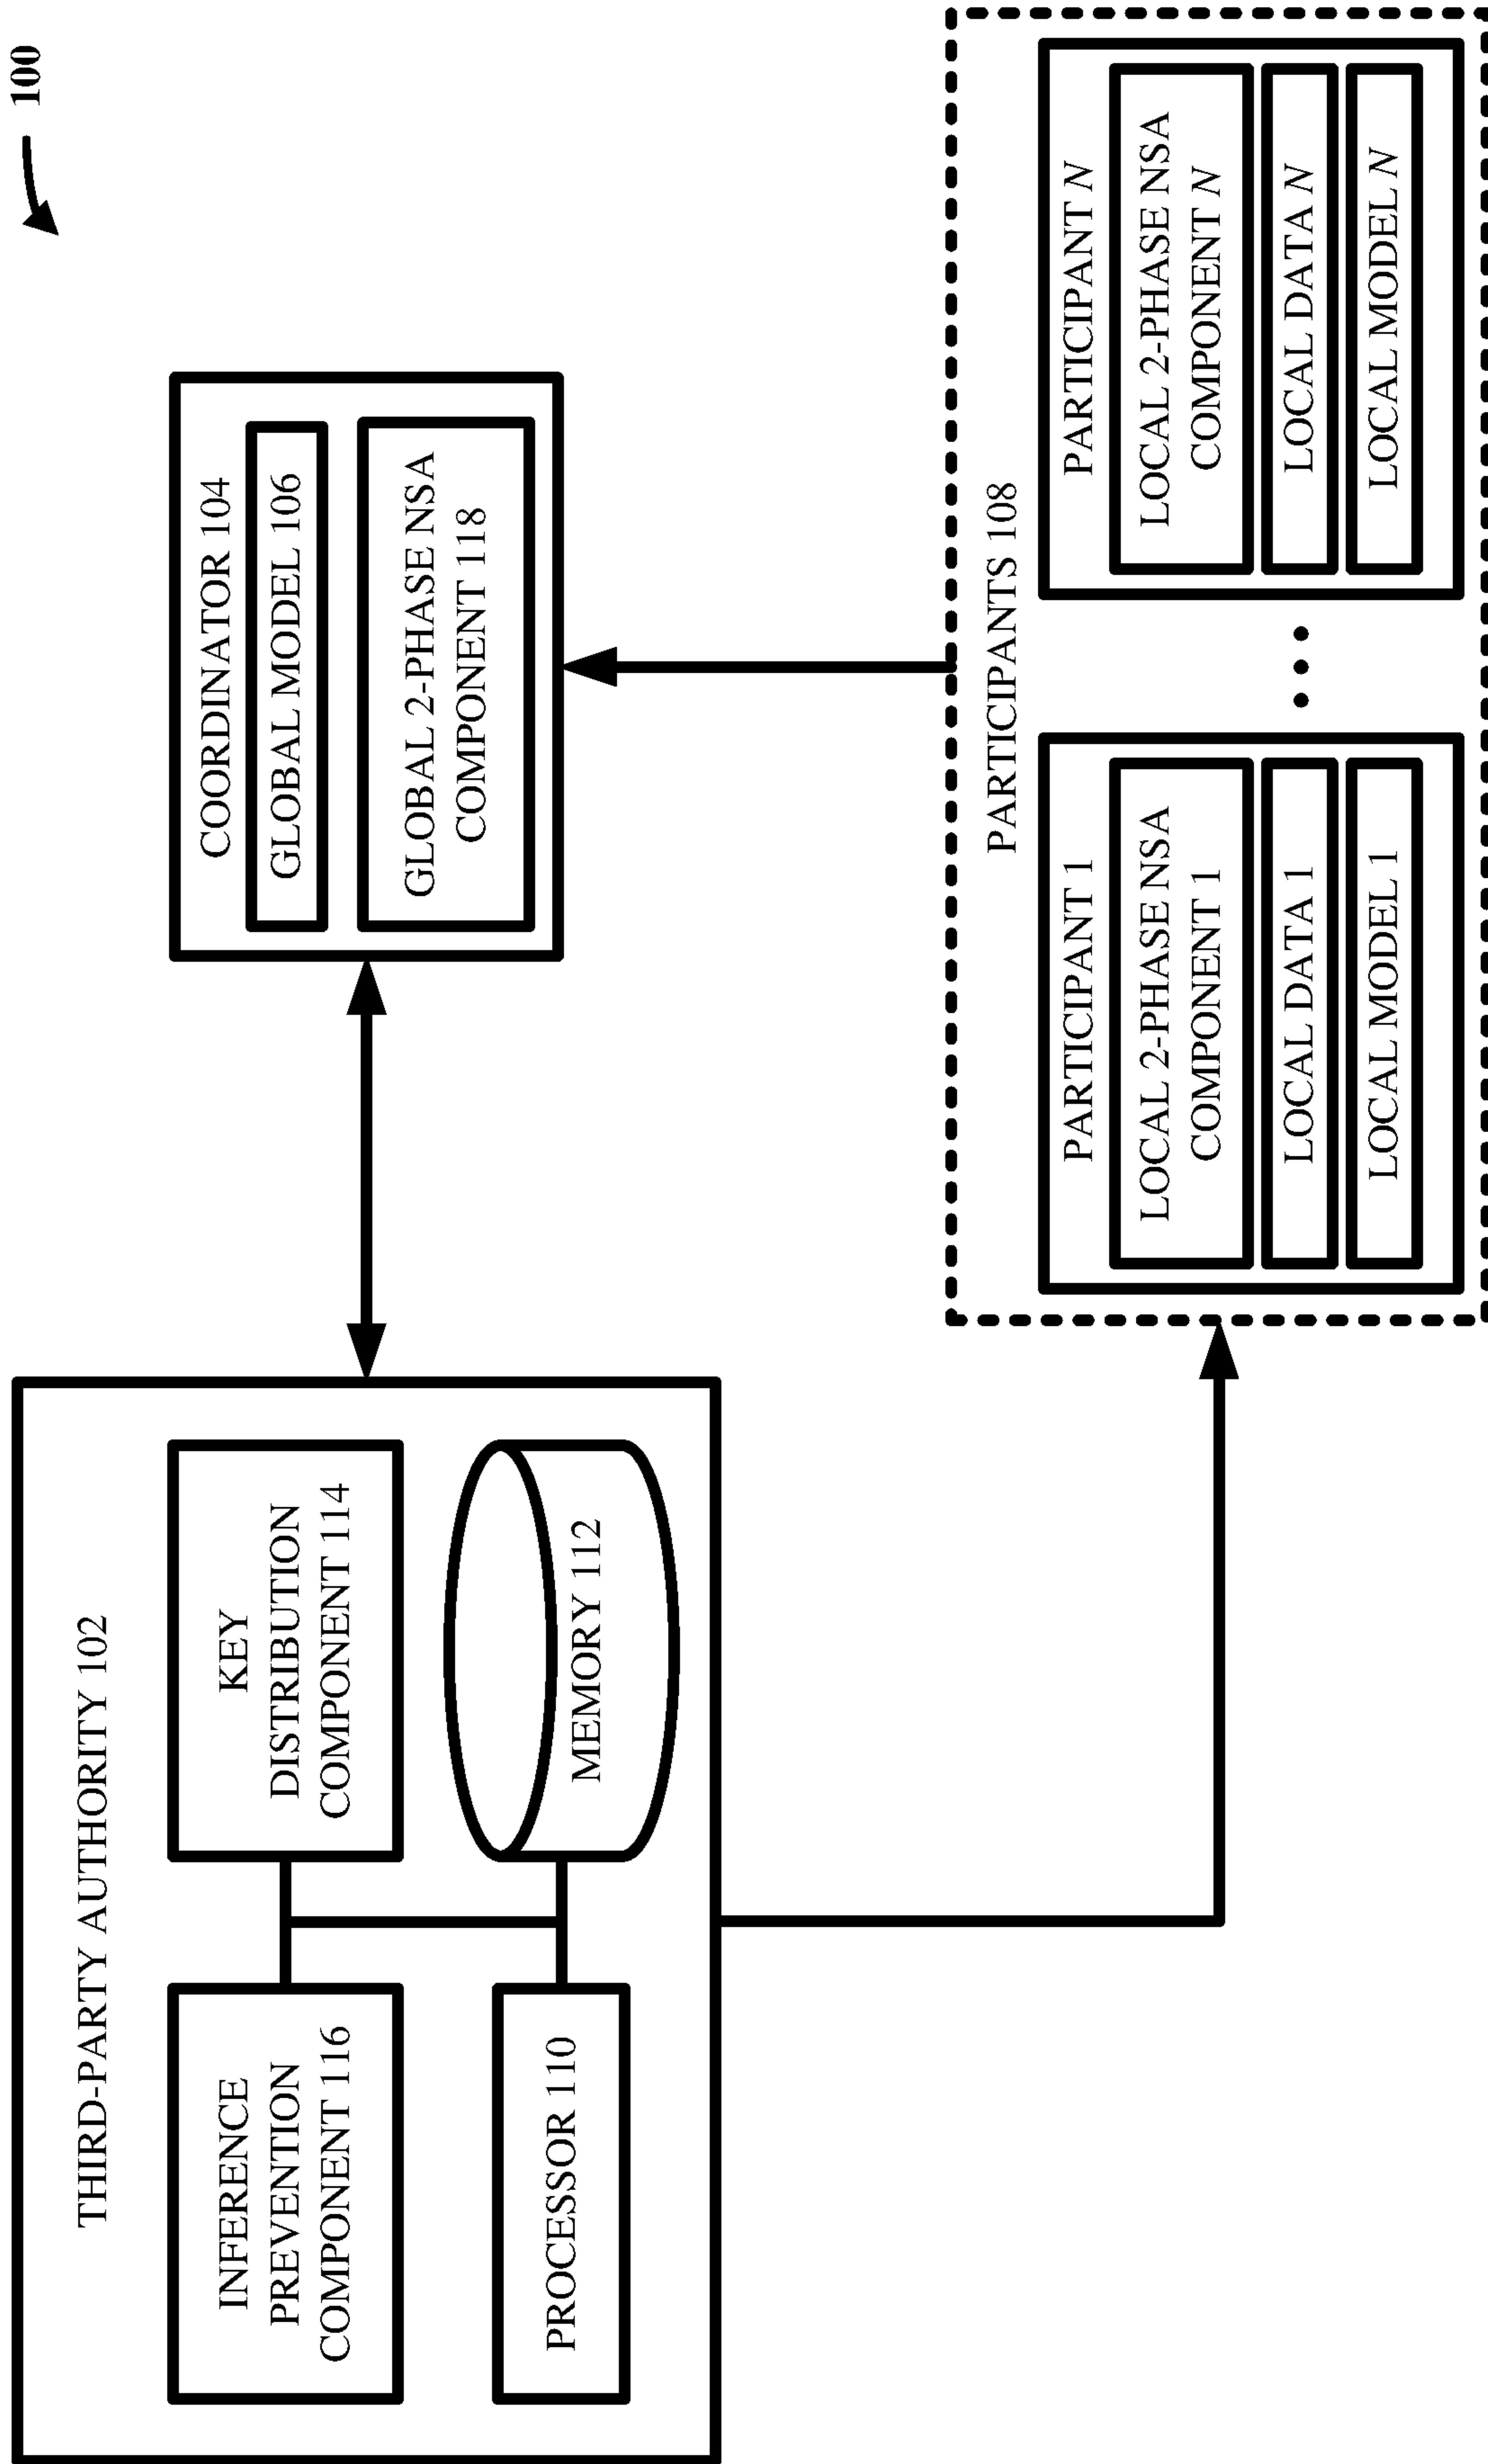 100
THIRD-PARTY AUTHORITY 102
INFERENCE
PREVENTION
COMPONENT 116
KEY
DISTRIBUTION
COMPONENT 114
PROCESSOR 110
MEMORY 112
COORDINATOR 104
GLOBAL MODEL 106
GLOBAL 2-PHASE NSA
COMPONENT 118
PARTICIPANTS 108
PARTICIPANT 1
LOCAL 2-PHASE NSA
COMPONENT 1
LOCAL DATA 1
LOCAL MODEL 1
PARTICIPANT N
LOCAL 2-PHASE NSA
COMPONENT N
LOCAL DATA N
LOCAL MODEL N